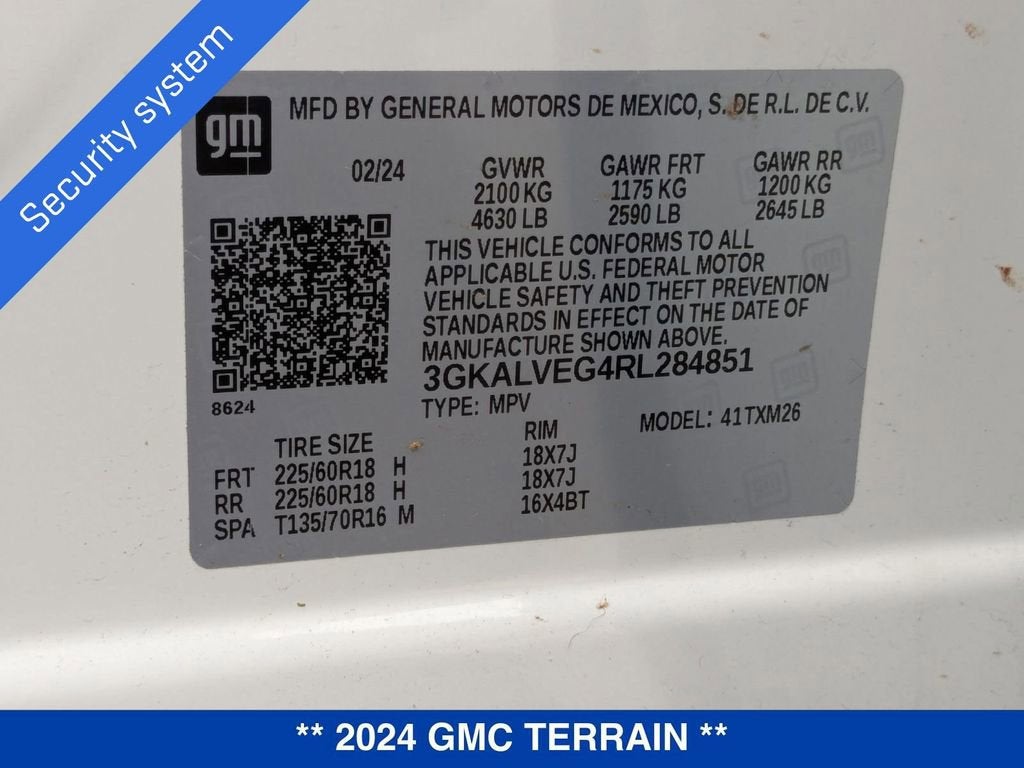 Security system
gm
MFD BY GENERAL MOTORS DE MEXICO, S. DE R.L. DE C.V.
02/24
GVWR
2100 KG
4630 LB
GAWR FRT
1175 KG
2590 LB
GAWR RR
1200 KG
2645 LB
THIS VEHICLE CONFORMS TO ALL
APPLICABLE U.S. FEDERAL MOTOR
VEHICLE SAFETY AND THEFT PREVENTION
STANDARDS IN EFFECT ON THE DATE OF
MANUFACTURE SHOWN ABOVE.
3GKALVEG4RL284851
8624
TYPE: MPV
MODEL: 41TXM26
TIRE SIZE RIM
FRT 225/60R18 H 18X7J
RR 225/60R18 H 18X7J
SPA T135/70R16 M 16X4BT
** 2024 GMC TERRAIN **